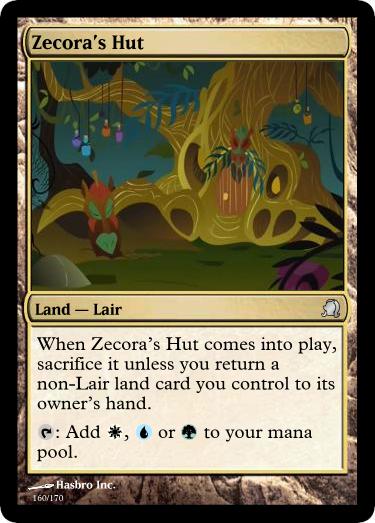 Zecora's Hut
Land — Lair
When Zecora's Hut comes into play,
sacrifice it unless you return a
non-Lair land card you control to its
owner's hand.
: Add , or to your mana
pool.
Hasbro Inc.
160/170